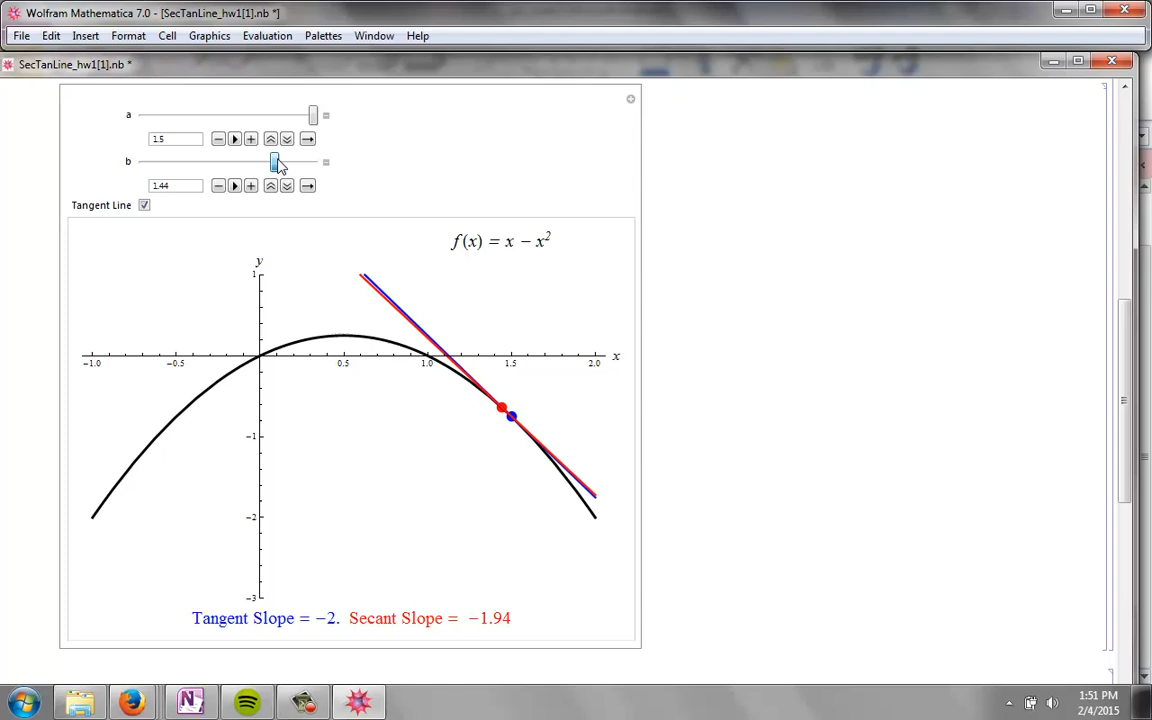 Wolfram Mathematica 7.0 - [SecTanLine_hw1[1].nb *]
File Edit Insert Format Cell Graphics Evaluation Palettes Window Help
SecTanLine_hw1[1].nb *
a
1.5
b
1.44
Tangent Line
f(x) = x − x²
y
1
−1.0 −0.5 0.5 1.0 1.5 2.0 x
−1
−2
−3
Tangent Slope = −2. Secant Slope = −1.94
1:51 PM
2/4/2015